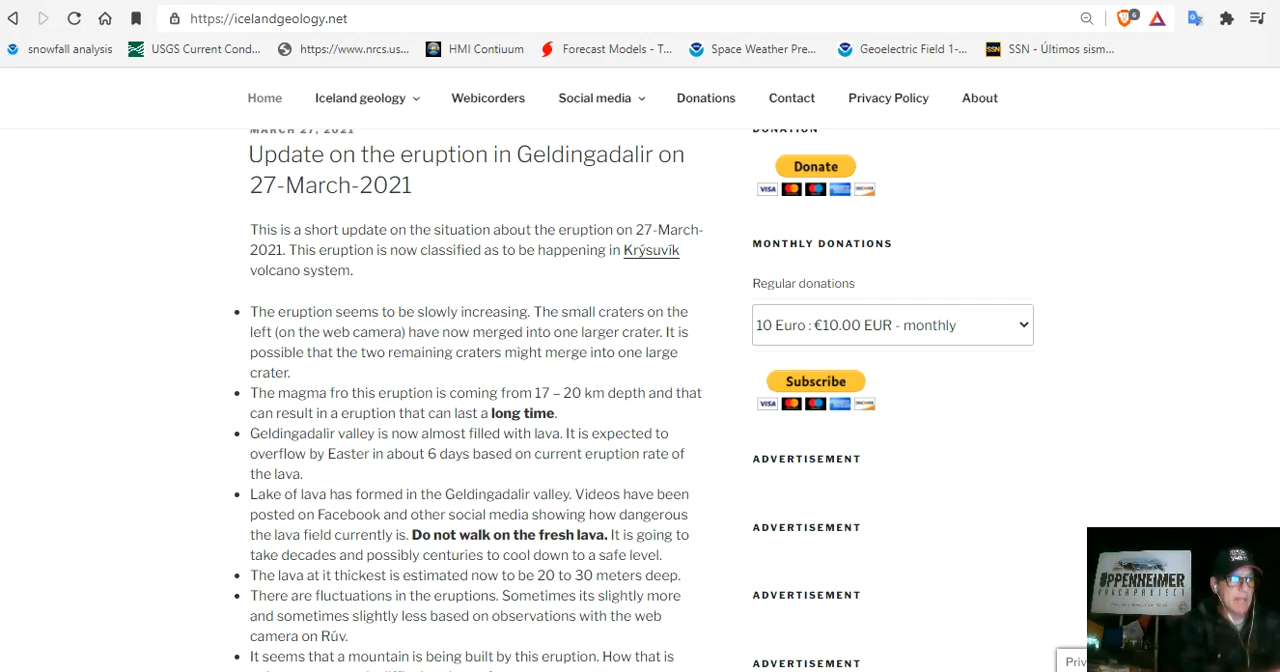 https://icelandgeology.net
6
snowfall analysis
USGS Current Cond...
https://www.nrcs.us...
HMI Contiuum
Forecast Models - T...
Space Weather Pre...
Geoelectric Field 1-...
SSN
SSN - Últimos sism...
Home
Iceland geology
Webicorders
Social media
Donations
Contact
Privacy Policy
About
MARCH 27, 2021
Update on the eruption in Geldingadalir on
27-March-2021
This is a short update on the situation about the eruption on 27-March-
2021. This eruption is now classified as to be happening in Krýsuvík
volcano system.
The eruption seems to be slowly increasing. The small craters on the
left (on the web camera) have now merged into one larger crater. It is
possible that the two remaining craters might merge into one large
crater.
The magma fro this eruption is coming from 17 – 20 km depth and that
can result in a eruption that can last a long time.
Geldingadalir valley is now almost filled with lava. It is expected to
overflow by Easter in about 6 days based on current eruption rate of
the lava.
Lake of lava has formed in the Geldingadalir valley. Videos have been
posted on Facebook and other social media showing how dangerous
the lava field currently is. Do not walk on the fresh lava. It is going to
take decades and possibly centuries to cool down to a safe level.
The lava at it thickest is estimated now to be 20 to 30 meters deep.
There are fluctuations in the eruptions. Sometimes its slightly more
and sometimes slightly less based on observations with the web
camera on Rúv.
It seems that a mountain is being built by this eruption. How that is
DONATION
Donate
VISA
DISCOVER
MONTHLY DONATIONS
Regular donations
10 Euro : €10.00 EUR - monthly
Subscribe
VISA
DISCOVER
ADVERTISEMENT
ADVERTISEMENT
ADVERTISEMENT
ADVERTISEMENT
OPPENHEIMER
RANCH PROJECT
Priv